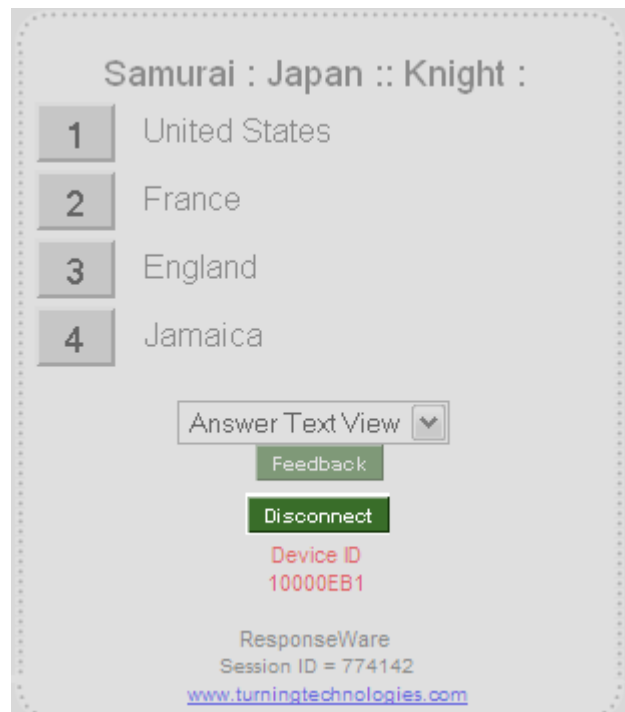 Samurai : Japan :: Knight :
1 United States
2 France
3 England
4 Jamaica
Answer Text View
Feedback
Disconnect
Device ID
10000EB1
ResponseWare
Session ID = 774142
www.turningtechnologies.com